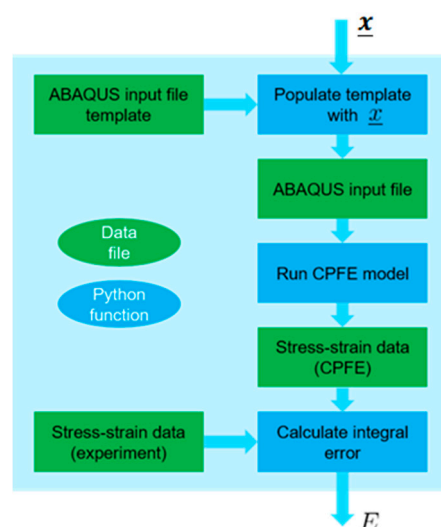 x
ABAQUS input file
template
Populate template
with x
ABAQUS input file
Data
file
Python
function
Run CPFE model
Stress-strain data
(CPFE)
Stress-strain data
(experiment)
Calculate integral
error
E